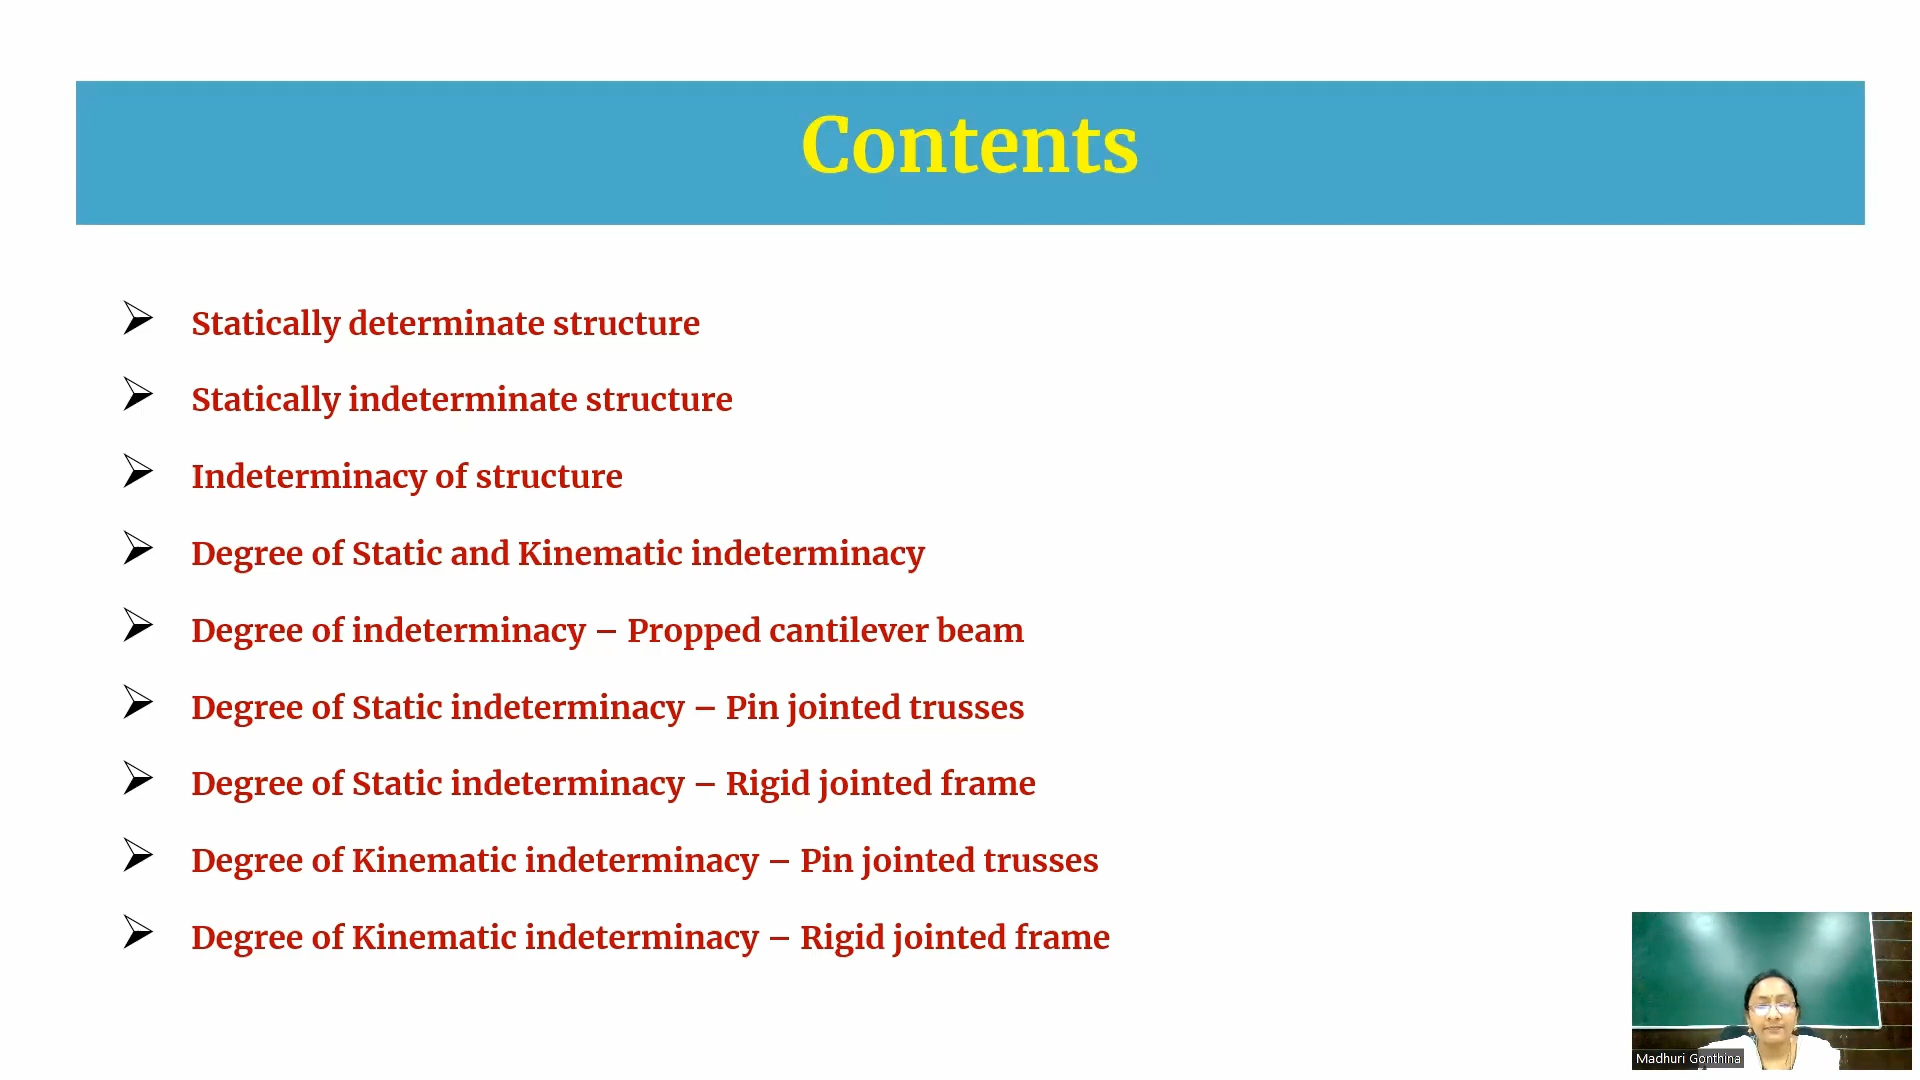 Contents
Statically determinate structure
Statically indeterminate structure
Indeterminacy of structure
Degree of Static and Kinematic indeterminacy
Degree of indeterminacy – Propped cantilever beam
Degree of Static indeterminacy – Pin jointed trusses
Degree of Static indeterminacy – Rigid jointed frame
Degree of Kinematic indeterminacy – Pin jointed trusses
Degree of Kinematic indeterminacy – Rigid jointed frame
Madhuri Gonthina